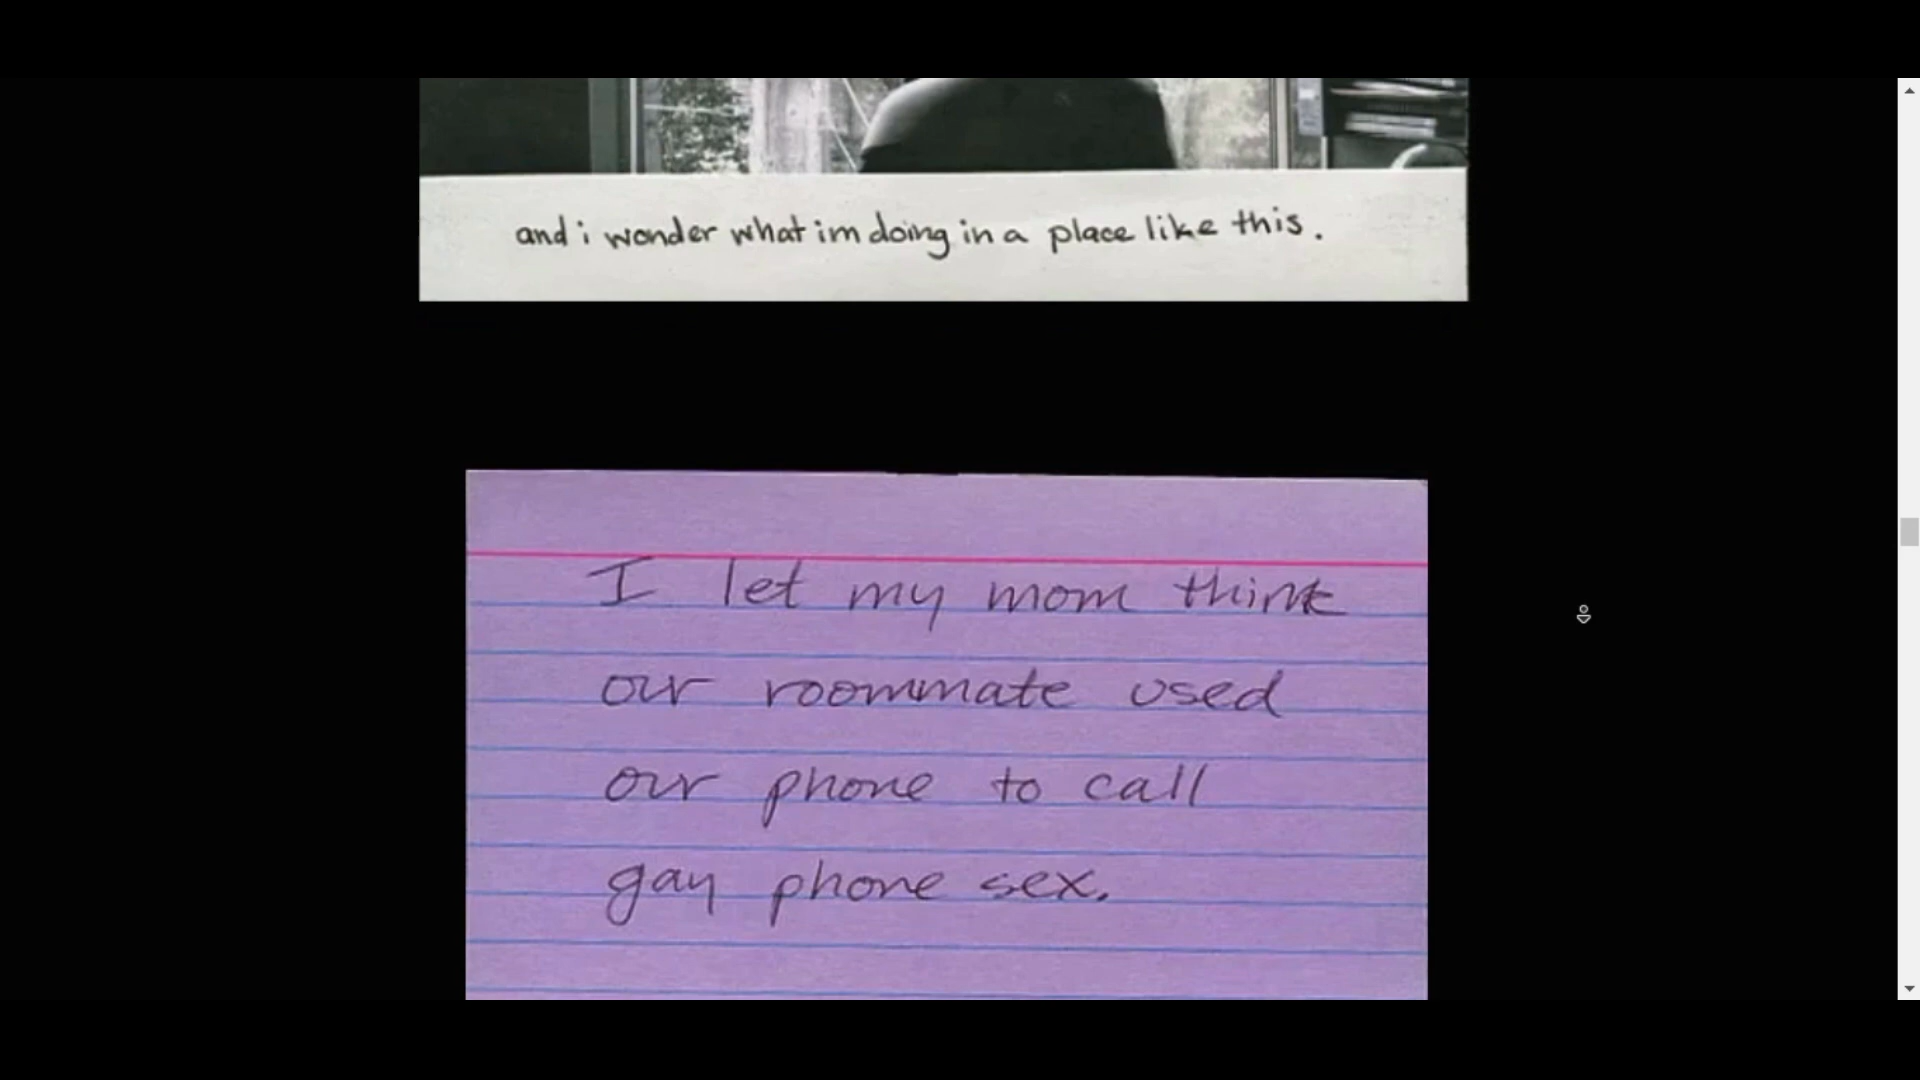 and i wonder what im doing in a place like this.
I let my mom think
our roommate used
our phone to call
gay phone sex.